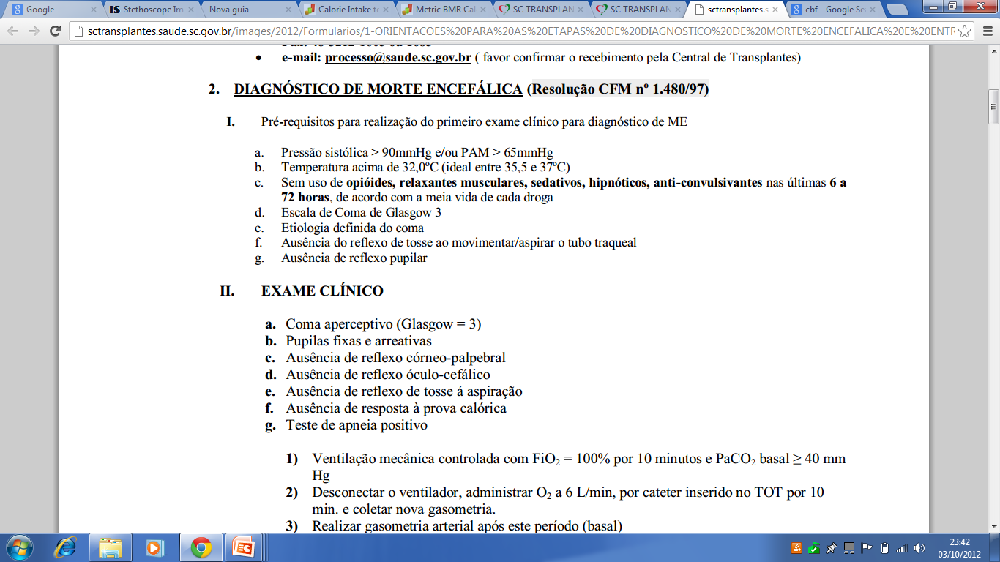 Google
IS Stethoscope Im
Nova guia
Calorie Intake to
Metric BMR Cal
SC TRANSPLAN
SC TRANSPLAN
sctransplantes.s
cbf - Google Se
sctransplantes.saude.sc.gov.br/images/2012/Formularios/1-ORIENTACOES%20PARA%20AS%20ETAPAS%20DE%20DIAGNOSTICO%20DE%20MORTE%20ENCEFALICA%20E%20ENTR
• e-mail: processo@saude.sc.gov.br ( favor confirmar o recebimento pela Central de Transplantes)
2. DIAGNÓSTICO DE MORTE ENCEFÁLICA (Resolução CFM nº 1.480/97)
I. Pré-requisitos para realização do primeiro exame clínico para diagnóstico de ME
a. Pressão sistólica > 90mmHg e/ou PAM > 65mmHg
b. Temperatura acima de 32,0ºC (ideal entre 35,5 e 37ºC)
c. Sem uso de opióides, relaxantes musculares, sedativos, hipnóticos, anti-convulsivantes nas últimas 6 a
72 horas, de acordo com a meia vida de cada droga
d. Escala de Coma de Glasgow 3
e. Etiologia definida do coma
f. Ausência do reflexo de tosse ao movimentar/aspirar o tubo traqueal
g. Ausência de reflexo pupilar
II. EXAME CLÍNICO
a. Coma aperceptivo (Glasgow = 3)
b. Pupilas fixas e arreativas
c. Ausência de reflexo córneo-palpebral
d. Ausência de reflexo óculo-cefálico
e. Ausência de reflexo de tosse á aspiração
f. Ausência de resposta à prova calórica
g. Teste de apneia positivo
1) Ventilação mecânica controlada com FiO₂ = 100% por 10 minutos e PaCO₂ basal ≥ 40 mm
Hg
2) Desconectar o ventilador, administrar O₂ a 6 L/min, por cateter inserido no TOT por 10
min. e coletar nova gasometria.
3) Realizar gasometria arterial após este período (basal)
23:42
03/10/2012